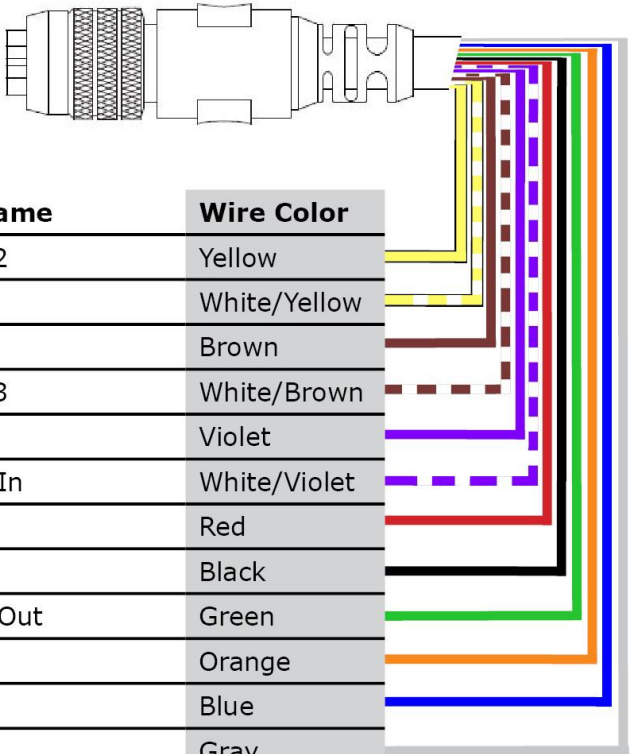 ame Wire Color
2 Yellow
White/Yellow
Brown
3 White/Brown
Violet
In White/Violet
Red
Black
Out Green
Orange
Blue
Gray